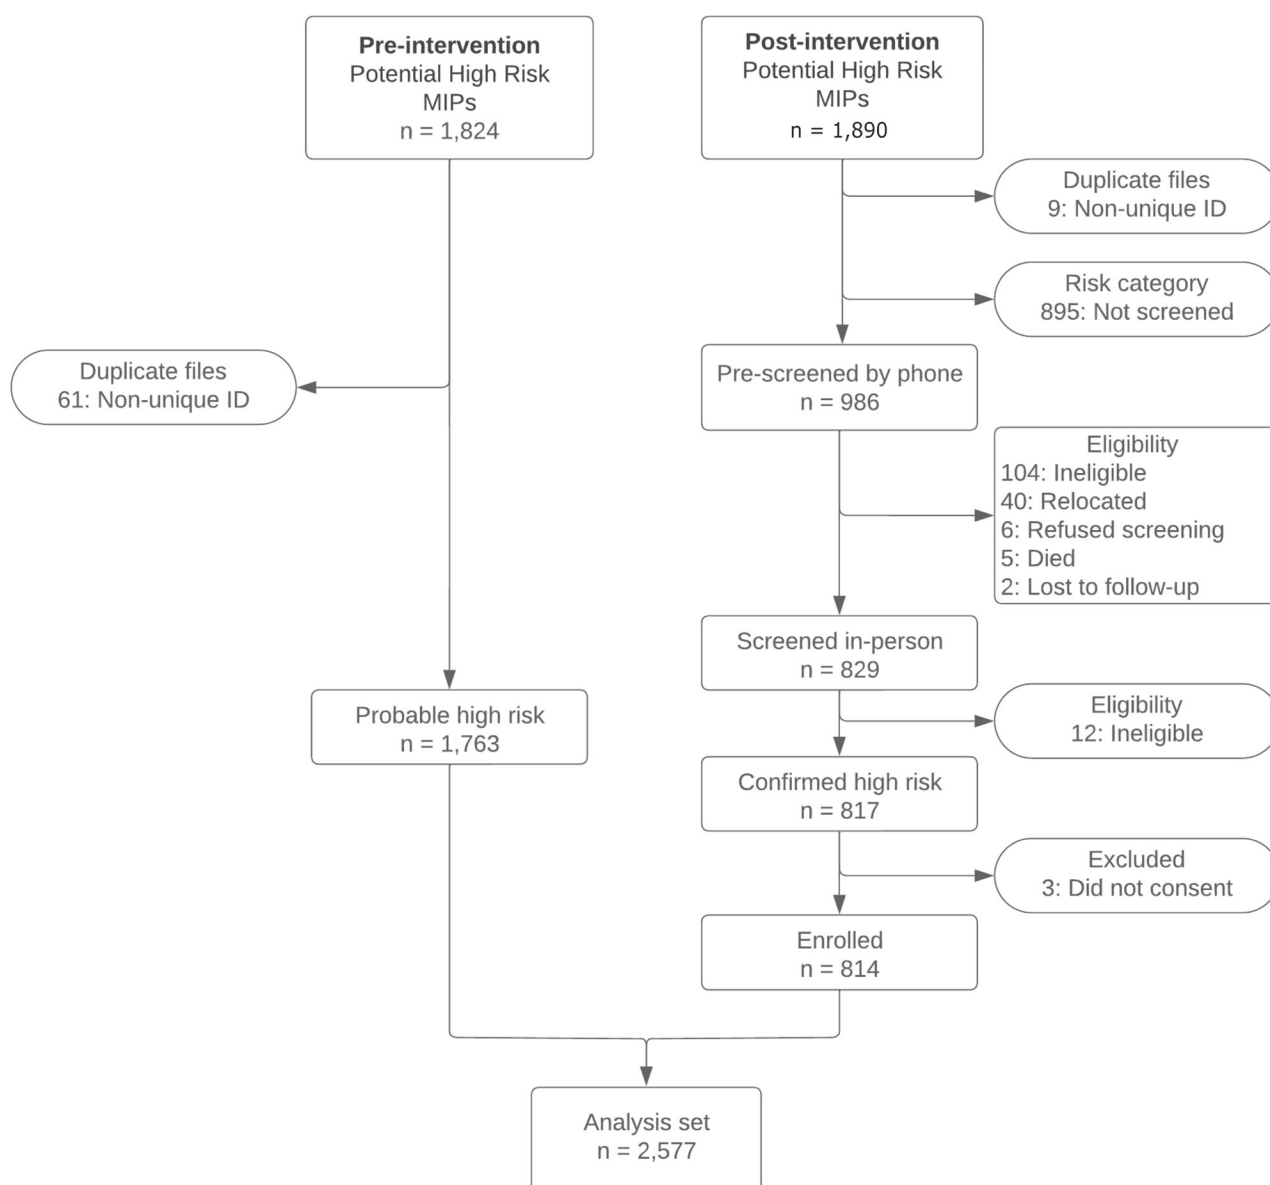 Pre-intervention
Potential High Risk
MIPs
n = 1,824
Post-intervention
Potential High Risk
MIPs
n = 1,890
Duplicate files
9: Non-unique ID
Risk category
895: Not screened
Duplicate files
61: Non-unique ID
Pre-screened by phone
n = 986
Eligibility
104: Ineligible
40: Relocated
6: Refused screening
5: Died
2: Lost to follow-up
Screened in-person
n = 829
Probable high risk
n = 1,763
Eligibility
12: Ineligible
Confirmed high risk
n = 817
Excluded
3: Did not consent
Enrolled
n = 814
Analysis set
n = 2,577